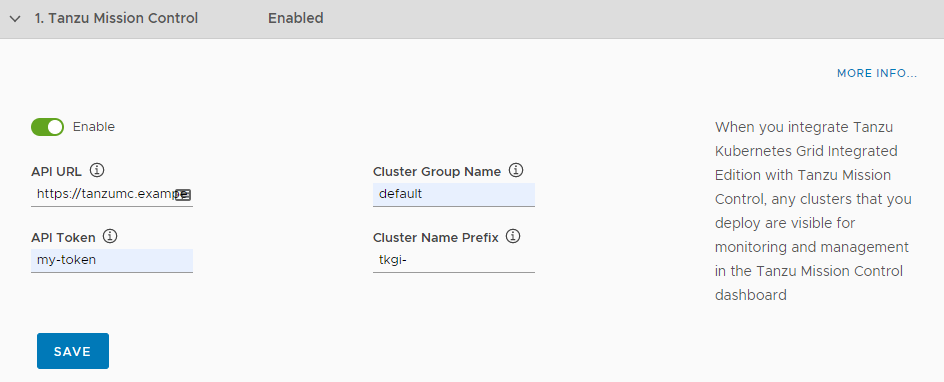 1. Tanzu Mission Control Enabled
MORE INFO...
Enable
API URL
https://tanzumc.example
Cluster Group Name
default
API Token
my-token
Cluster Name Prefix
tkgi-
When you integrate Tanzu
Kubernetes Grid Integrated
Edition with Tanzu Mission
Control, any clusters that you
deploy are visible for
monitoring and management
in the Tanzu Mission Control
dashboard
SAVE